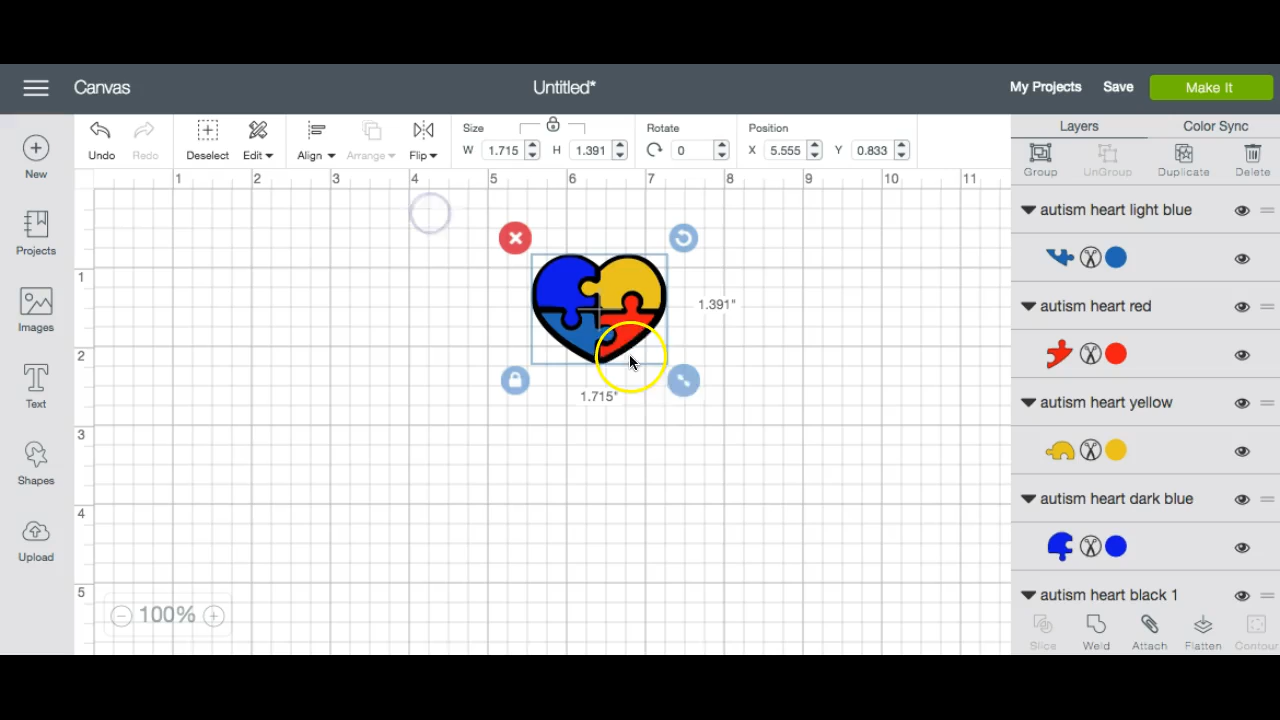 Canvas
Untitled*
My Projects
Save
Make It
New
Projects
Images
Text
Shapes
Upload
Undo
Redo
Deselect
Edit
Align
Arrange
Flip
Size
W 1.715
H 1.391
Rotate
0
Position
X 5.555
Y 0.833
1 2 3 4 5 6 7 8 9 10 11
1
2
3
4
5
1.391"
1.715"
100%
Layers
Color Sync
Group
UnGroup
Duplicate
Delete
autism heart light blue
autism heart red
autism heart yellow
autism heart dark blue
autism heart black 1
Slice
Weld
Attach
Flatten
Contour